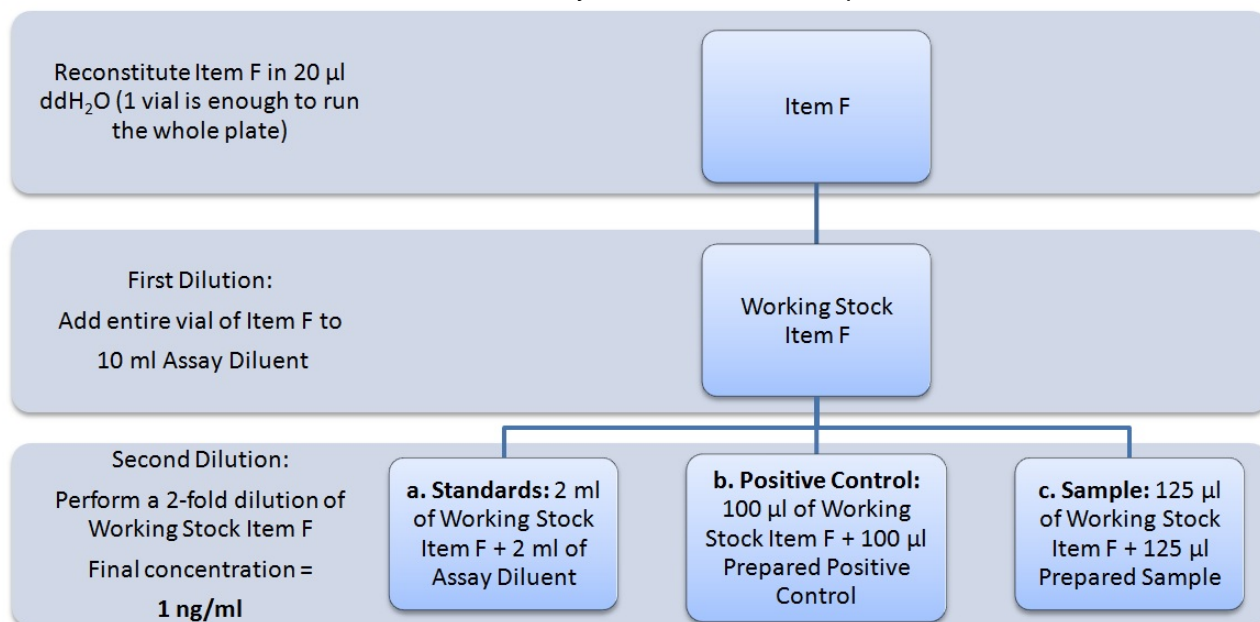 Reconstitute Item F in 20 µl
ddH₂O (1 vial is enough to run
the whole plate)
Item F
First Dilution:
Add entire vial of Item F to
10 ml Assay Diluent
Working Stock
Item F
Second Dilution:
Perform a 2-fold dilution of
Working Stock Item F
Final concentration =
1 ng/ml
a. Standards: 2 ml
of Working Stock
Item F + 2 ml of
Assay Diluent
b. Positive Control:
100 µl of Working
Stock Item F + 100 µl
Prepared Positive
Control
c. Sample: 125 µl
of Working Stock
Item F + 125 µl
Prepared Sample